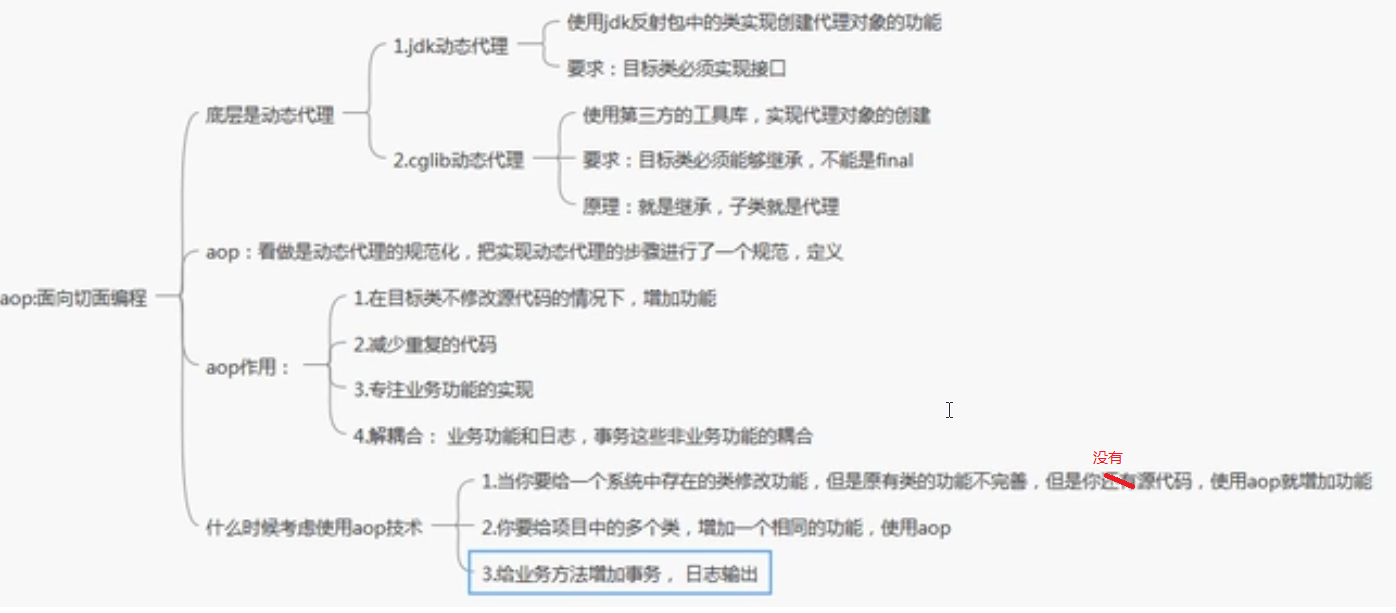 使用jdk反射包中的类实现创建代理对象的功能
1.jdk动态代理
要求：目标类必须实现接口
底层是动态代理
使用第三方的工具库，实现代理对象的创建
2.cglib动态代理
要求：目标类必须能够继承，不能是final
原理：就是继承，子类就是代理
aop：看做是动态代理的规范化，把实现动态代理的步骤进行了一个规范，定义
aop:面向切面编程
1.在目标类不修改源代码的情况下，增加功能
2.减少重复的代码
aop作用：
3.专注业务功能的实现
4.解耦合： 业务功能和日志，事务这些非业务功能的耦合
没有
1.当你要给一个系统中存在的类修改功能，但是原有类的功能不完善，但是你还有源代码，使用aop就增加功能
什么时候考虑使用aop技术
2.你要给项目中的多个类，增加一个相同的功能，使用aop
3.给业务方法增加事务， 日志输出